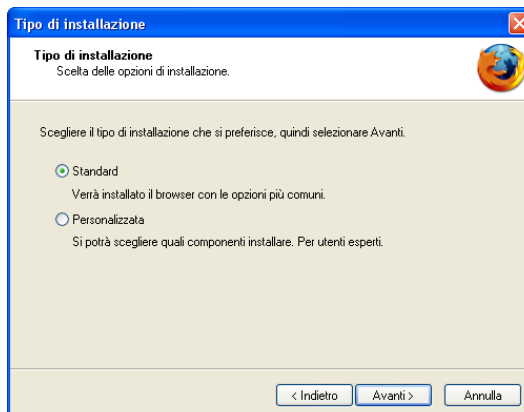 Tipo di installazione
Tipo di installazione
Scelta delle opzioni di installazione.
Scegliere il tipo di installazione che si preferisce, quindi selezionare Avanti.
Standard
Verrà installato il browser con le opzioni più comuni.
Personalizzata
Si potrà scegliere quali componenti installare. Per utenti esperti.
< Indietro Avanti > Annulla